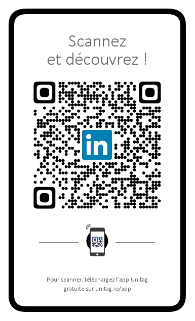 Scannez
et découvrez !
in
Pour scanner, téléchargez l'app Unitag
gratuite sur unitag.io/app